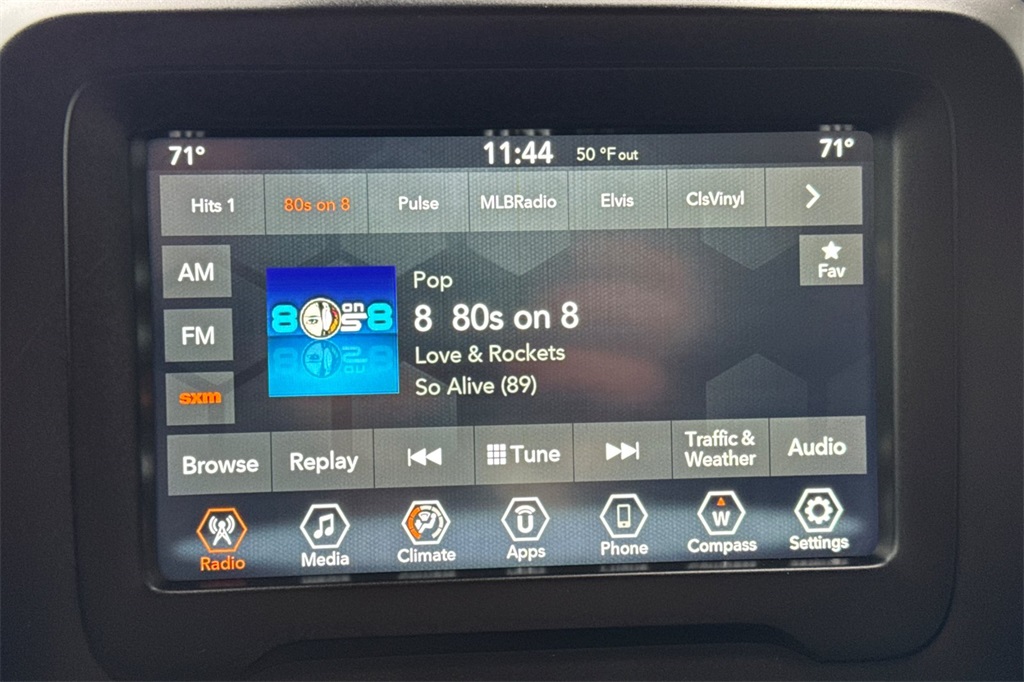 71° 11:44 50 °F out 71°
Hits 1 80s on 8 Pulse MLBRadio Elvis ClsVinyl
AM
Fav
Pop
80on8
8 80s on 8
FM
Love & Rockets
So Alive (89)
sxm
Browse Replay Tune Traffic & Weather Audio
W
Radio Media Climate Apps Phone Compass Settings